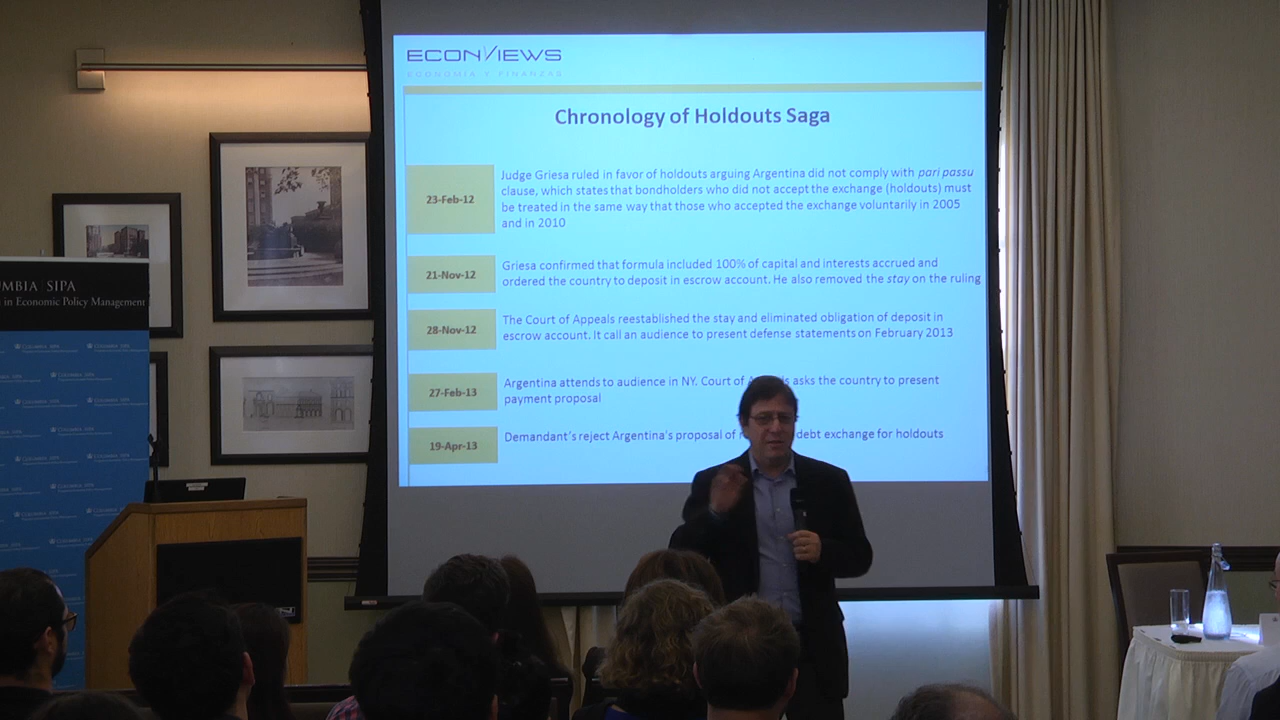 ECONVIEWS
ECONOMIA Y FINANZAS
Chronology of Holdouts Saga
23-Feb-12
Judge Griesa ruled in favor of holdouts arguing Argentina did not comply with pari passu
clause, which states that bondholders who did not accept the exchange (holdouts) must
be treated in the same way that those who accepted the exchange voluntarily in 2005
and in 2010
21-Nov-12
Griesa confirmed that formula included 100% of capital and interests accrued and
ordered the country to deposit in escrow account. He also removed the stay on the ruling
28-Nov-12
The Court of Appeals reestablished the stay and eliminated obligation of deposit in
escrow account. It call an audience to present defense statements on February 2013
27-Feb-13
Argentina attends to audience in NY. Court of asks the country to present
payment proposal
19-Apr-13
Demandant's reject Argentina's proposal of debt exchange for holdouts
MBIA SIPA
in Economic Policy Management
COLUMBIA SIPA